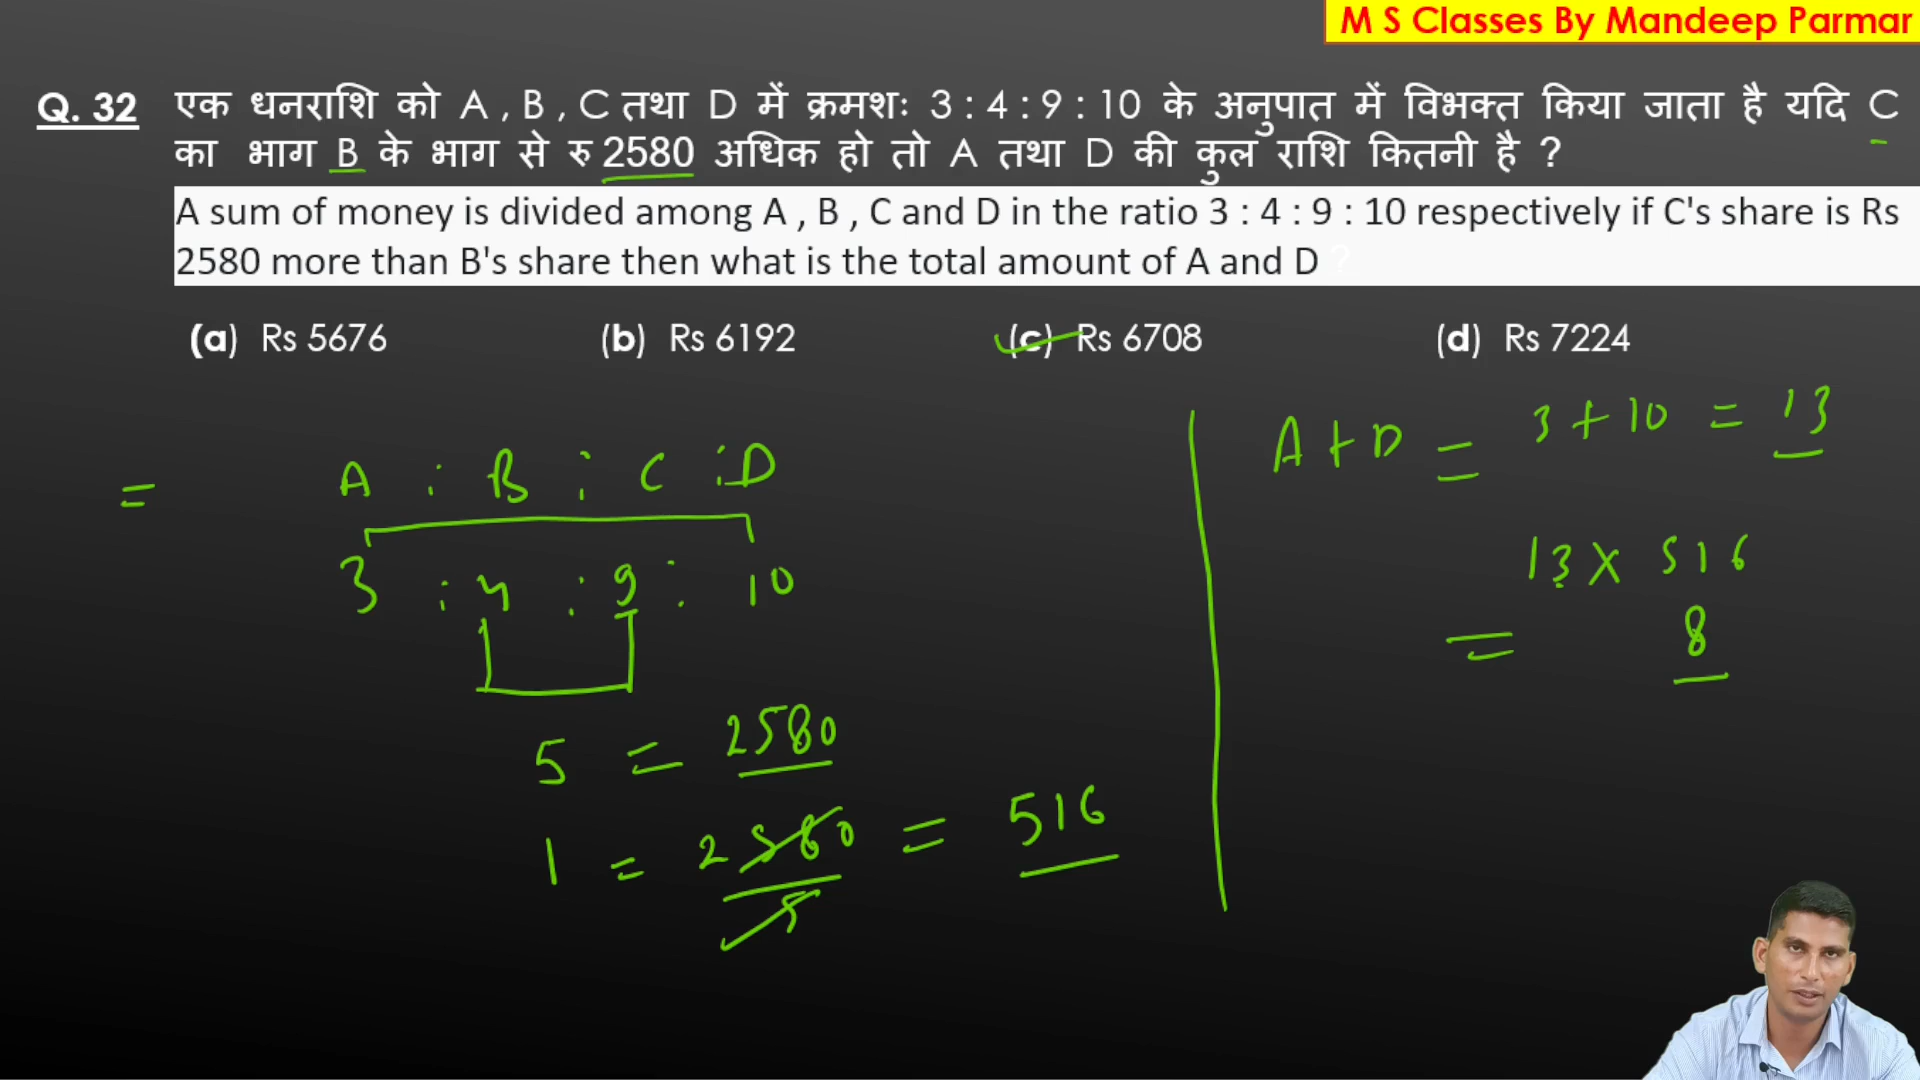 M S Classes By Mandeep Parmar
Q. 32 एक धनराशि को A , B , C तथा D में क्रमशः 3 : 4 : 9 : 10 के अनुपात में विभक्त किया जाता है यदि C
का भाग B के भाग से रु 2580 अधिक हो तो A तथा D की कुल राशि कितनी है ?
A sum of money is divided among A , B , C and D in the ratio 3 : 4 : 9 : 10 respectively if C's share is Rs
2580 more than B's share then what is the total amount of A and D ?
(a) Rs 5676 (b) Rs 6192 (c) Rs 6708 (d) Rs 7224
= A : B : C : D
3 : 4 : 9 : 10
5 = 2580
1 = 2580 = 516
5
A + D = 3 + 10 = 13
13 X 516
= 8